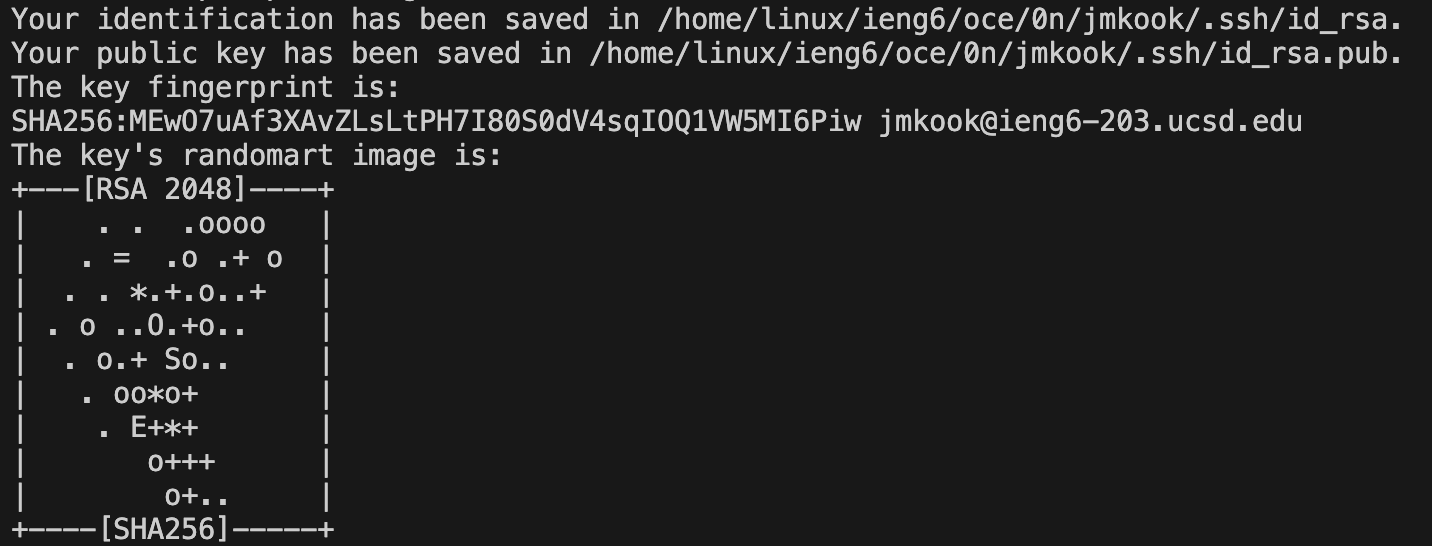 Your identification has been saved in /home/linux/ieng6/oce/0n/jmkook/.ssh/id_rsa.
Your public key has been saved in /home/linux/ieng6/oce/0n/jmkook/.ssh/id_rsa.pub.
The key fingerprint is:
SHA256:MEwO7uAf3XAvZLsLtPH7I80S0dV4sqIOQ1VW5MI6Piw jmkook@ieng6-203.ucsd.edu
The key's randomart image is:
+---[RSA 2048]----+
|    . .  .oooo   |
|   . =  .o .+ o  |
|  . . *.+.o..+   |
| . o ..O.+o..    |
|  . o.+ So..     |
|   . oo*o+       |
|    . E+*+       |
|       o+++      |
|        o+..     |
+----[SHA256]-----+